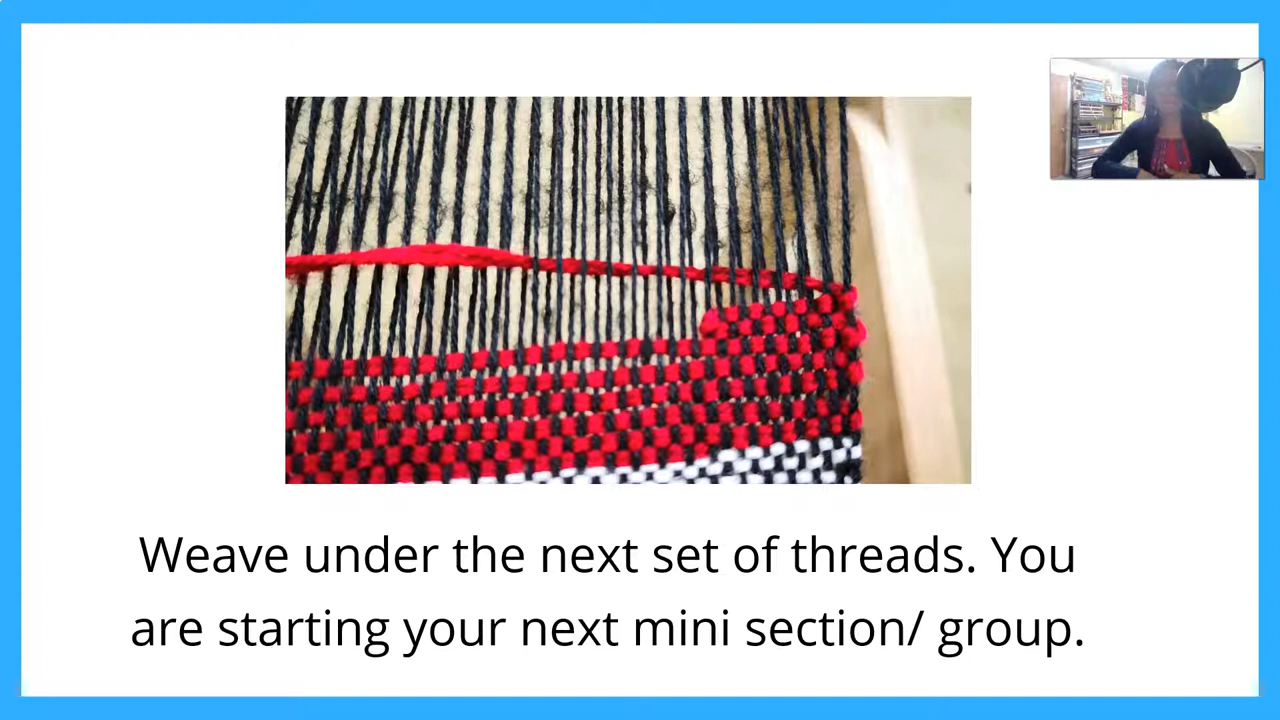 Weave under the next set of threads. You
are starting your next mini section/ group.